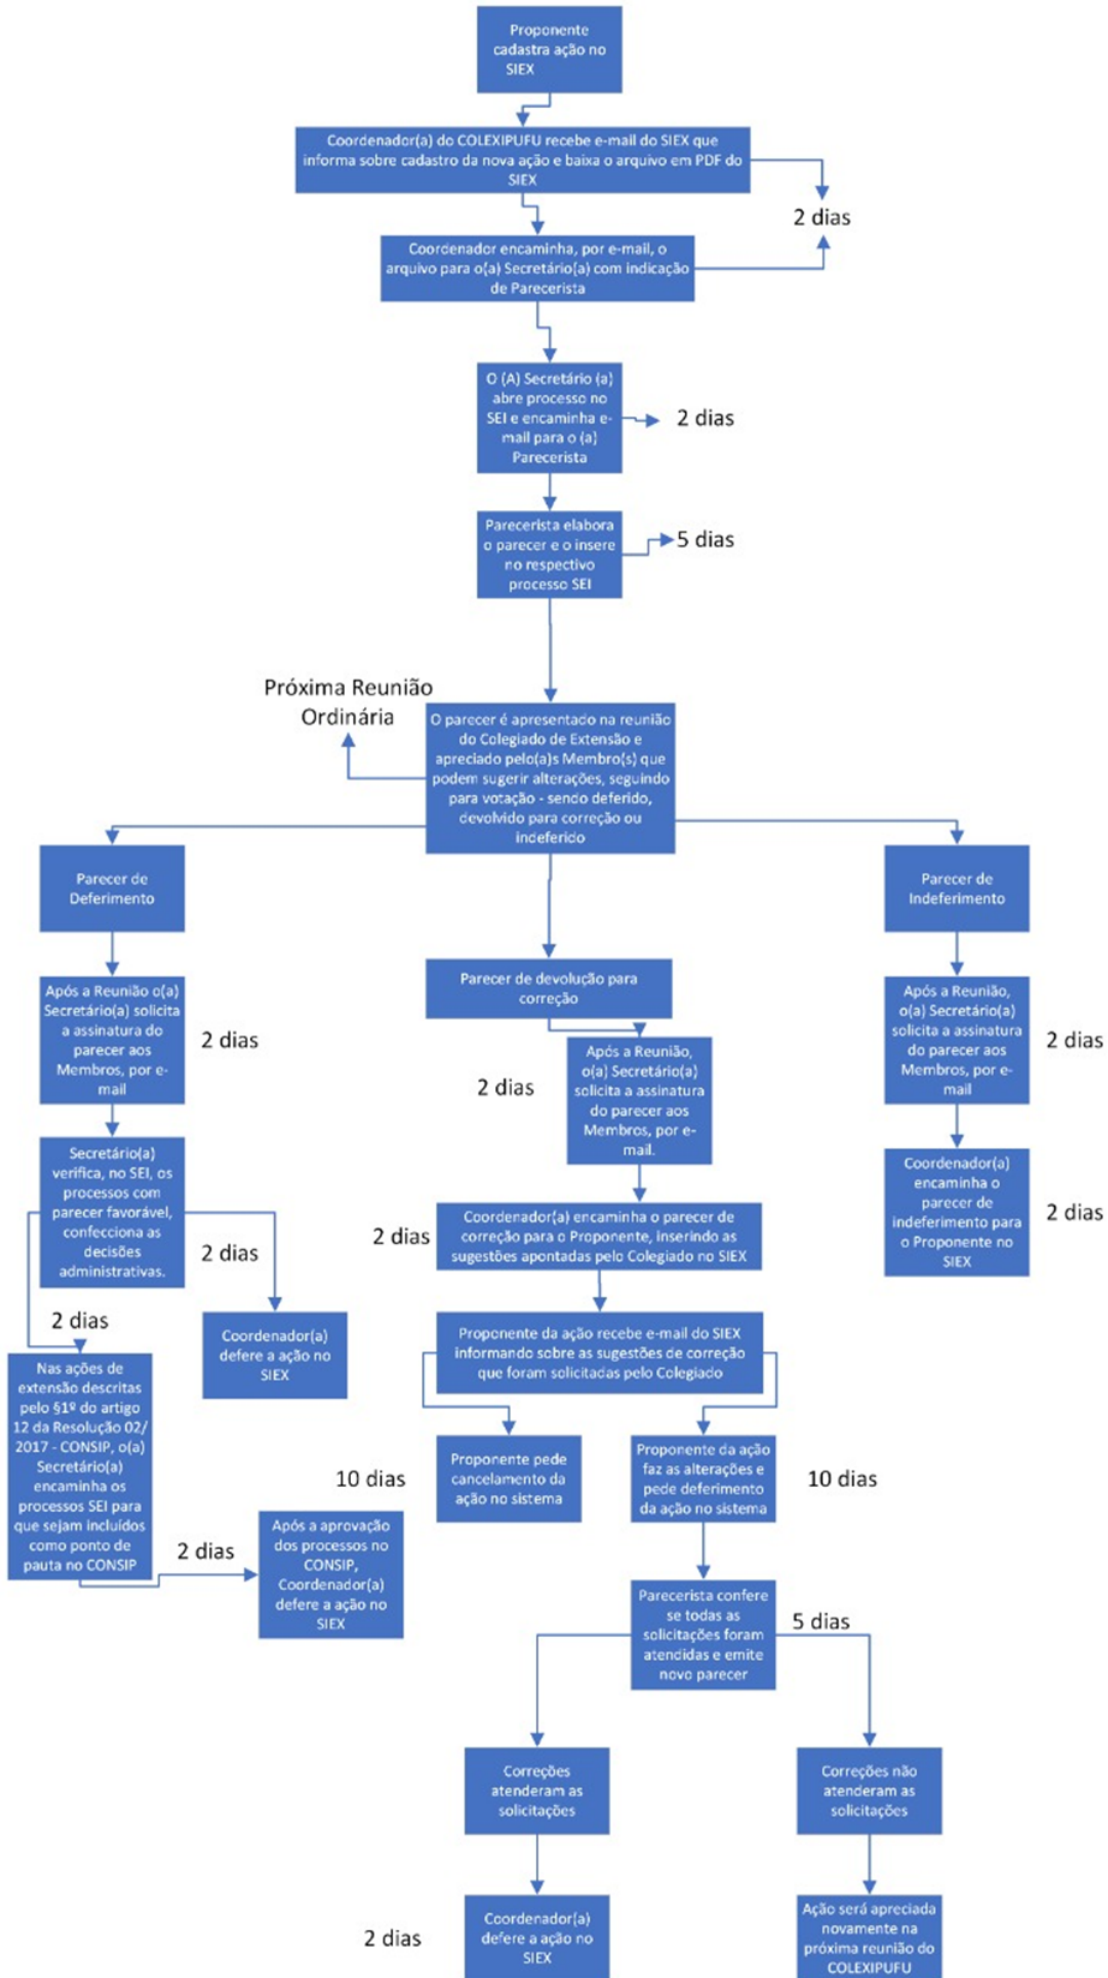 Proponente
cadastra ação no
SIEX
Coordenador(a) do COLEXIPUFU recebe e-mail do SIEX que
informa sobre cadastro da nova ação e baixa o arquivo em PDF do
SIEX
2 dias
Coordenador encaminha, por e-mail, o
arquivo para o(a) Secretário(a) com indicação
de Parecerista
O (A) Secretário (a)
abre processo no
SEI e encaminha e-
mail para o (a)
Parecerista
2 dias
Parecerista elabora
o parecer e o insere
no respectivo
processo SEI
5 dias
Próxima Reunião
Ordinária
O parecer é apresentado na reunião
do Colegiado de Extensão e
apreciado pelo(a)s Membro(s) que
podem sugerir alterações, seguindo
para votação - sendo deferido,
devolvido para correção ou
indeferido
Parecer de
Deferimento
Após a Reunião o(a)
Secretário(a) solicita
a assinatura do
parecer aos
Membros, por e-
mail
2 dias
Secretário(a)
verifica, no SEI, os
processos com
parecer favorável,
confecciona as
decisões
administrativas.
2 dias
Coordenador(a)
defere a ação no
SIEX
2 dias
Nas ações de
extensão descritas
pelo §1º do artigo
12 da Resolução 02/
2017 - CONSIP, o(a)
Secretário(a)
encaminha os
processos SEI para
que sejam incluídos
como ponto de
pauta no CONSIP
2 dias
Após a aprovação
dos processos no
CONSIP,
Coordenador(a)
defere a ação no
SIEX
Parecer de devolução para
correção
2 dias
Após a Reunião,
o(a) Secretário(a)
solicita a assinatura
do parecer aos
Membros, por e-
mail.
2 dias
Coordenador(a) encaminha o parecer de
correção para o Proponente, inserindo as
sugestões apontadas pelo Colegiado no SIEX
Proponente da ação recebe e-mail do SIEX
informando sobre as sugestões de correção
que foram solicitadas pelo Colegiado
10 dias
Proponente pede
cancelamento da
ação no sistema
Proponente da ação
faz as alterações e
pede deferimento
da ação no sistema
10 dias
Parecerista confere
se todas as
solicitações foram
atendidas e emite
novo parecer
5 dias
Correções
atenderam as
solicitações
2 dias
Coordenador(a)
defere a ação no
SIEX
Correções não
atenderam as
solicitações
Ação será apreciada
novamente na
próxima reunião do
COLEXIPUFU
Parecer de
Indeferimento
Após a Reunião,
o(a) Secretário(a)
solicita a assinatura
do parecer aos
Membros, por e-
mail
2 dias
Coordenador(a)
encaminha o
parecer de
indeferimento para
o Proponente no
SIEX
2 dias